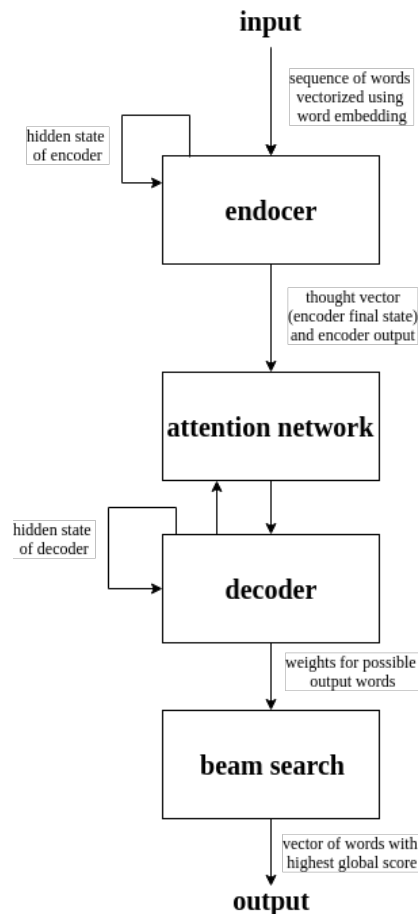 input
sequence of words
vectorized using
word embedding
hidden state
of encoder
endocer
thought vector
(encoder final state)
and encoder output
attention network
hidden state
of decoder
decoder
weights for possible
output words
beam search
vector of words with
highest global score
output